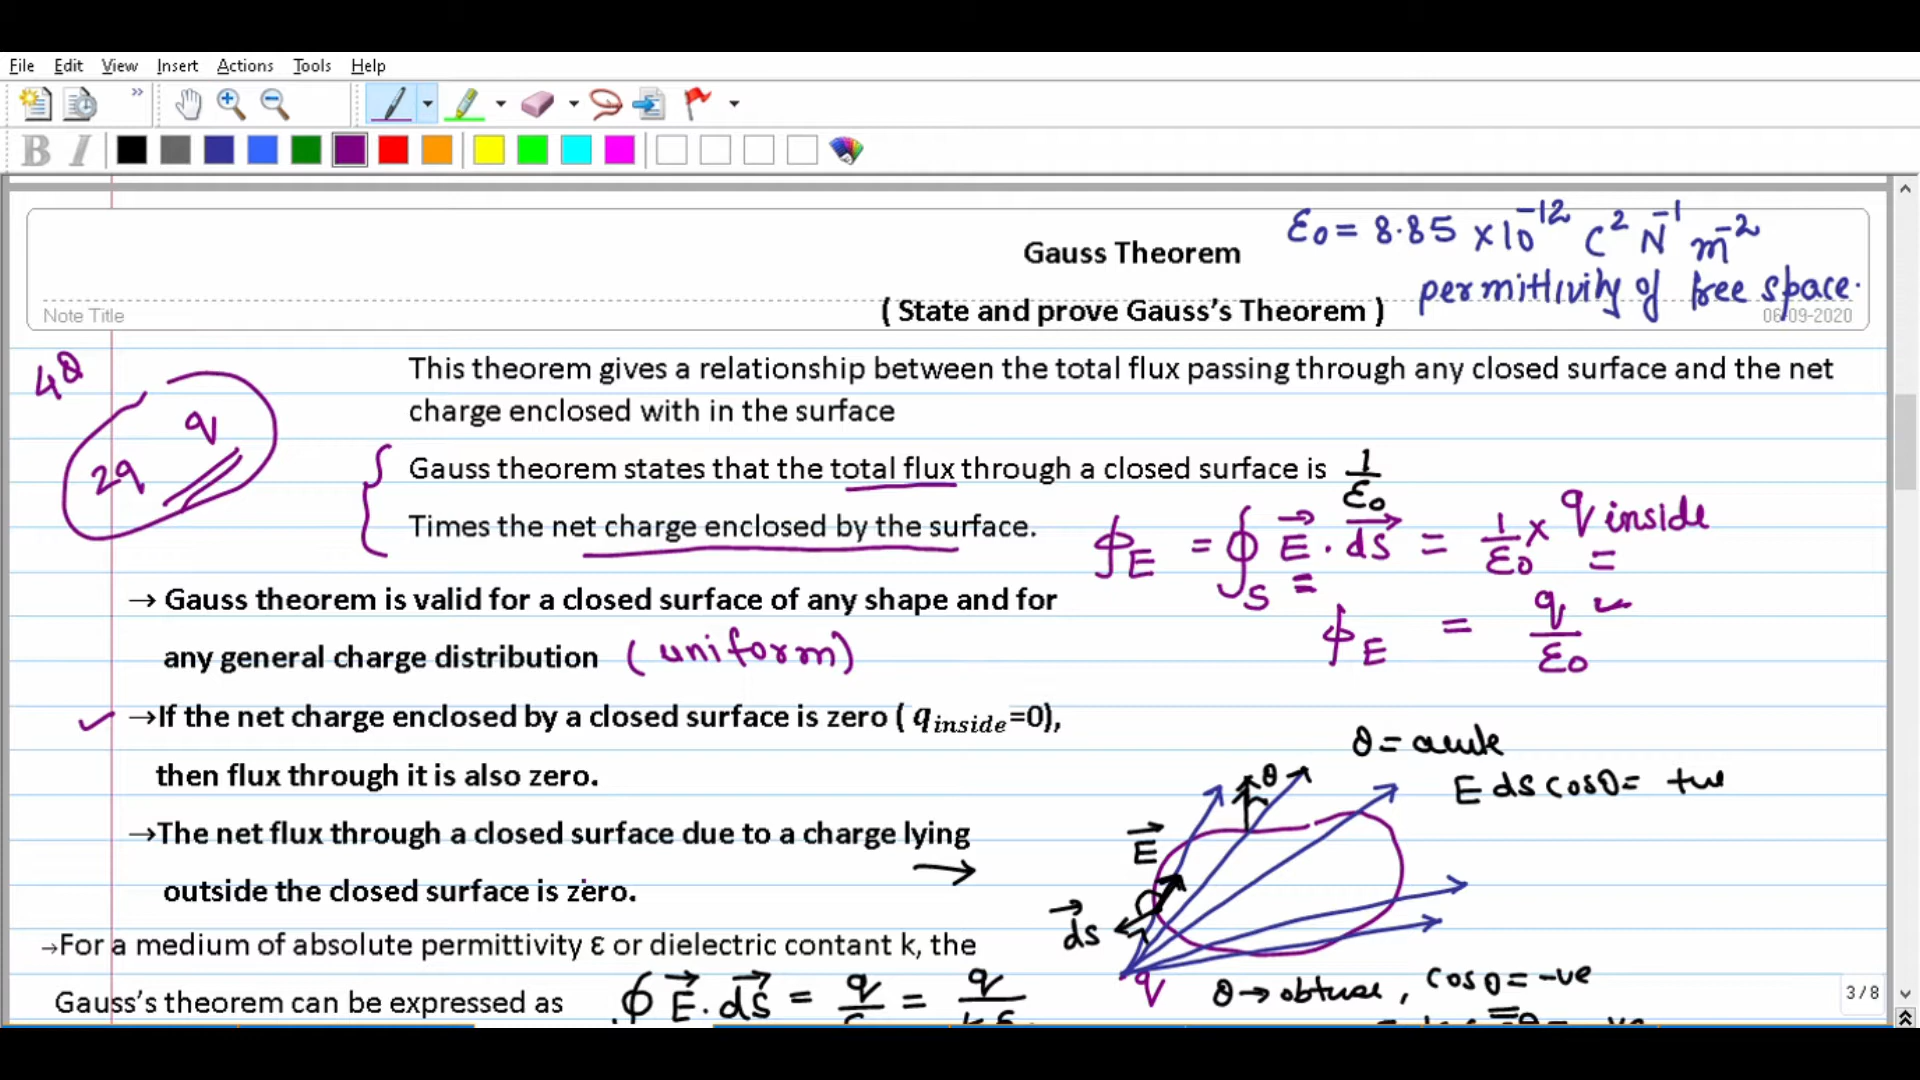 File Edit View Insert Actions Tools Help
B I
Gauss Theorem
ε₀ = 8.85 ×10⁻¹² C² N⁻¹ m⁻²
permittivity of free space.
( State and prove Gauss’s Theorem )
Note Title
06-09-2020
This theorem gives a relationship between the total flux passing through any closed surface and the net
charge enclosed with in the surface
q
2q
Gauss theorem states that the total flux through a closed surface is 1/ε₀
Times the net charge enclosed by the surface.
ϕ_E = ∮_S E⃗ . ds⃗ = 1/ε₀ × q inside
→ Gauss theorem is valid for a closed surface of any shape and for
any general charge distribution ( uniform )
ϕ_E = q/ε₀
→If the net charge enclosed by a closed surface is zero ( q_inside=0),
then flux through it is also zero.
θ = acute
E ds cosθ = +ve
→The net flux through a closed surface due to a charge lying
outside the closed surface is zero.
θ
E⃗
ds⃗
q
→For a medium of absolute permittivity ε or dielectric contant k, the
Gauss’s theorem can be expressed as ∮ E⃗ . ds⃗ = q = q
θ → obtuse , cosθ = -ve
3 / 8